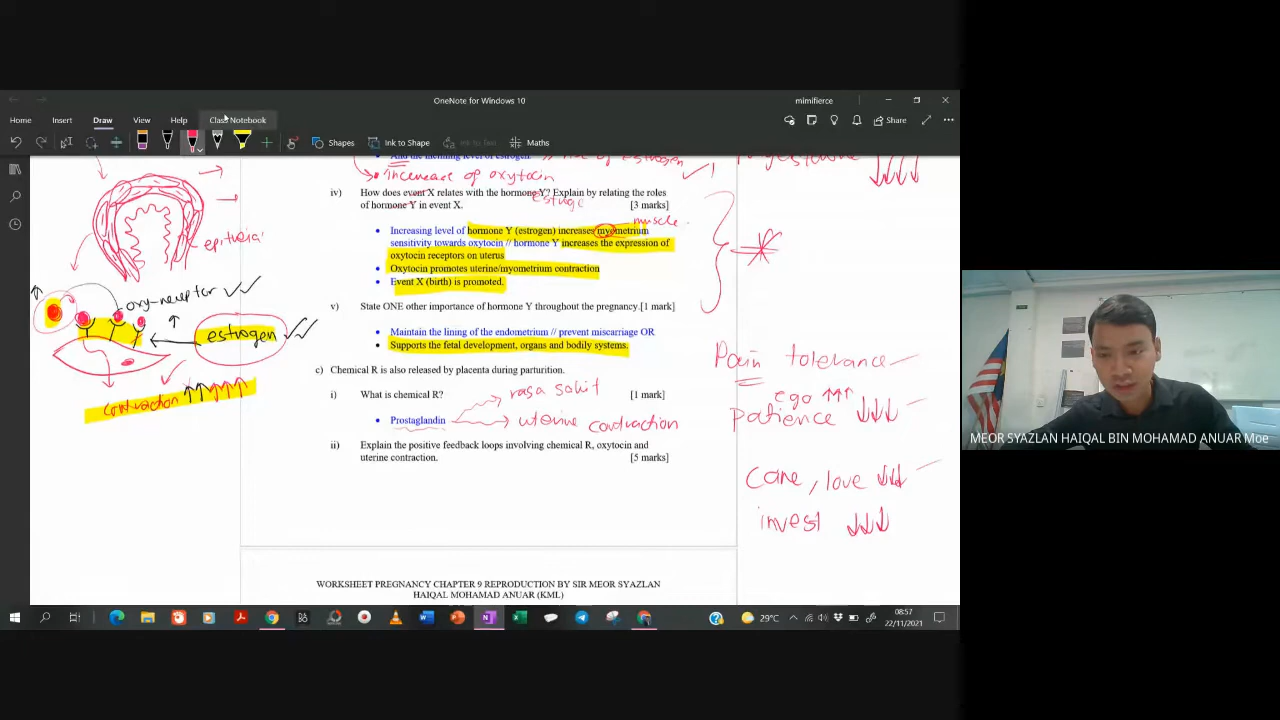 OneNote for Windows 10
mimifierce
Home Insert Draw View Help Class Notebook
Share
Shapes Ink to Shape Ink to Text Maths
increase of oxytocin
iv) How does event X relates with the hormone Y? Explain by relating the roles
of hormone Y in event X. [3 marks]
muscle
Increasing level of hormone Y (estrogen) increases myometrium
sensitivity towards oxytocin // hormone Y increases the expression of
oxytocin receptors on uterus
Oxytocin promotes uterine/myometrium contraction
Event X (birth) is promoted.
v) State ONE other importance of hormone Y throughout the pregnancy.[1 mark]
Maintain the lining of the endometrium // prevent miscarriage OR
Supports the fetal development, organs and bodily systems.
c) Chemical R is also released by placenta during parturition.
i) What is chemical R? [1 mark]
rasa sakit
Prostaglandin
uterine contraction
ii) Explain the positive feedback loops involving chemical R, oxytocin and
uterine contraction. [5 marks]
WORKSHEET PREGNANCY CHAPTER 9 REPRODUCTION BY SIR MEOR SYAZLAN
HAIQAL MOHAMAD ANUAR (KML)
oxy-receptor
estrogen
contraction
Pain tolerance
ego
patience
care, love
invest
MEOR SYAZLAN HAIQAL BIN MOHAMAD ANUAR Moe
29°C
08:57
22/11/2021